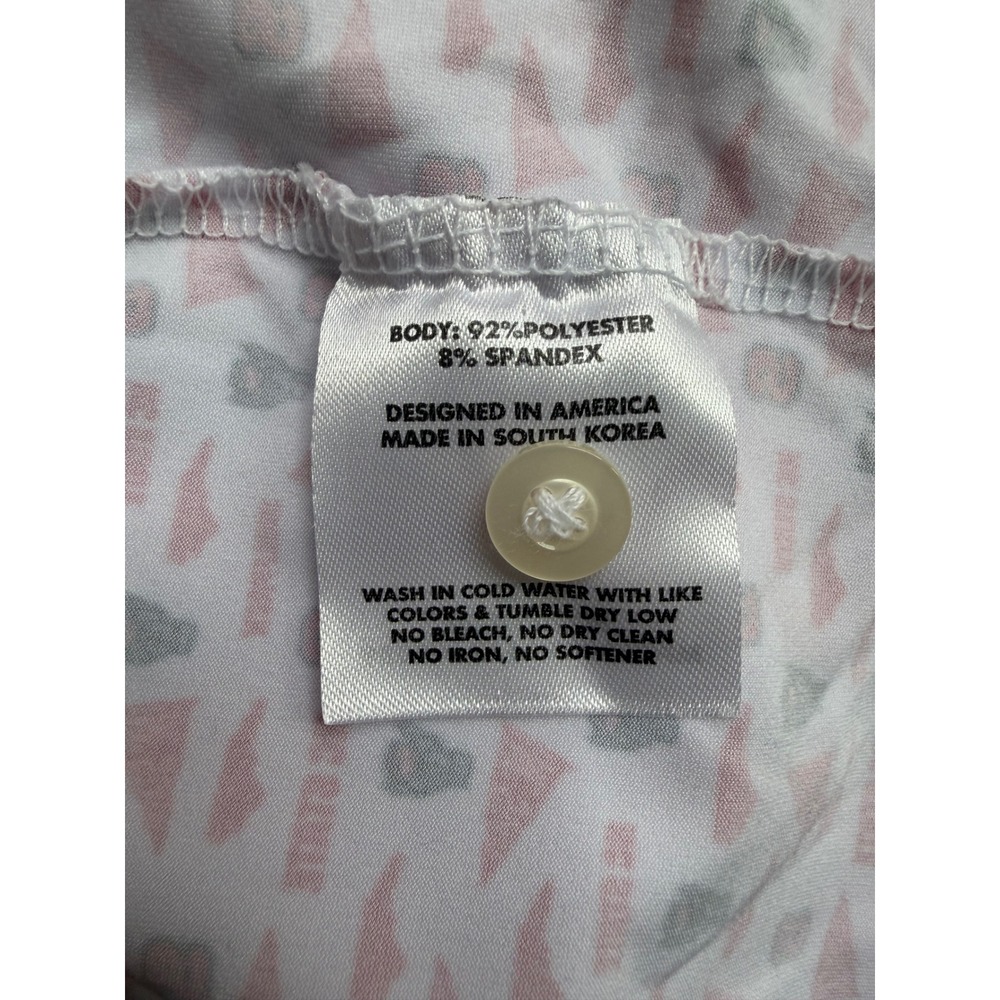 BODY: 92%POLYESTER
8% SPANDEX
DESIGNED IN AMERICA
MADE IN SOUTH KOREA
WASH IN COLD WATER WITH LIKE
COLORS & TUMBLE DRY LOW
NO BLEACH, NO DRY CLEAN
NO IRON, NO SOFTENER